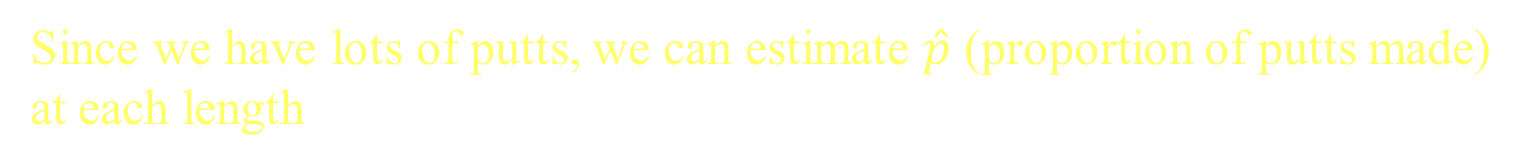 Since we have lots of putts, we can estimate p̂ (proportion of putts made)
at each length